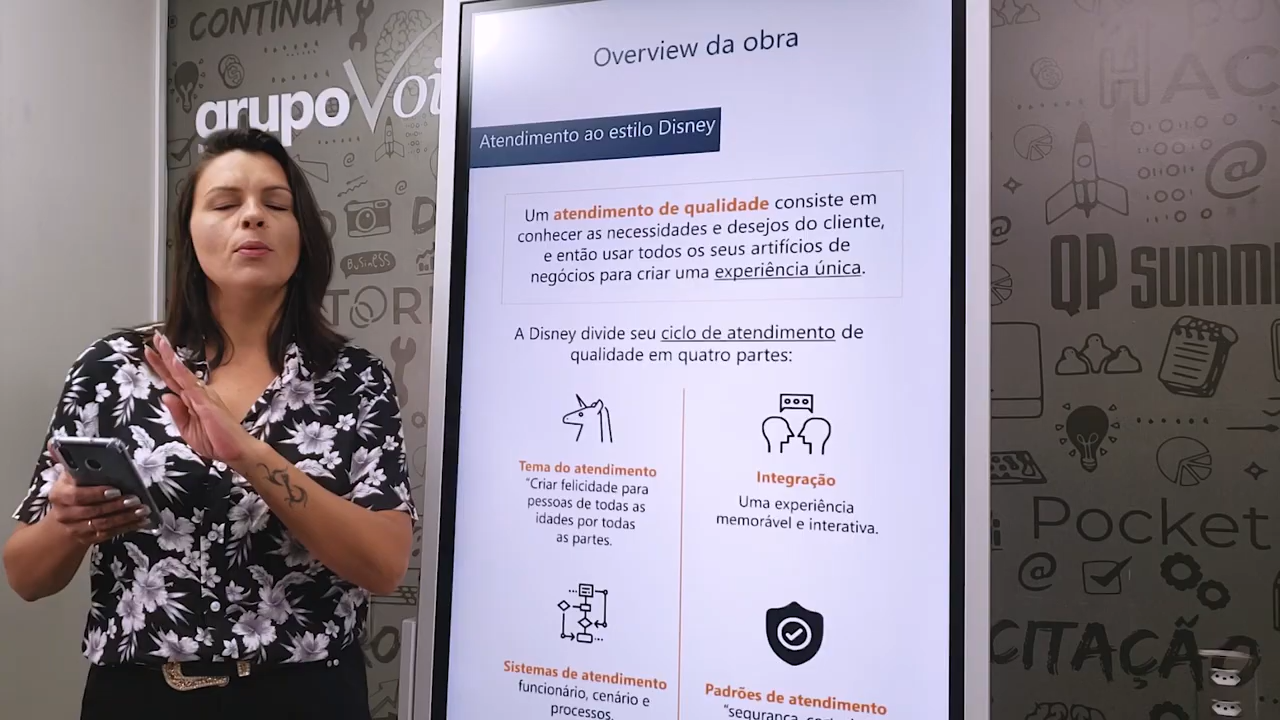 CONTINUA
grupoVoi
BUSINESS
Overview da obra
Atendimento ao estilo Disney
Um atendimento de qualidade consiste em
conhecer as necessidades e desejos do cliente,
e então usar todos os seus artifícios de
negócios para criar uma experiência única.
A Disney divide seu ciclo de atendimento de
qualidade em quatro partes:
Tema do atendimento
"Criar felicidade para
pessoas de todas as
idades por todas
as partes.
Integração
Uma experiência
memorável e interativa.
Sistemas de atendimento
funcionário, cenário e
processos.
Padrões de atendimento
"segurança,
HAC
@
QP SUMM
@
Pocket
@
CITAÇÃO